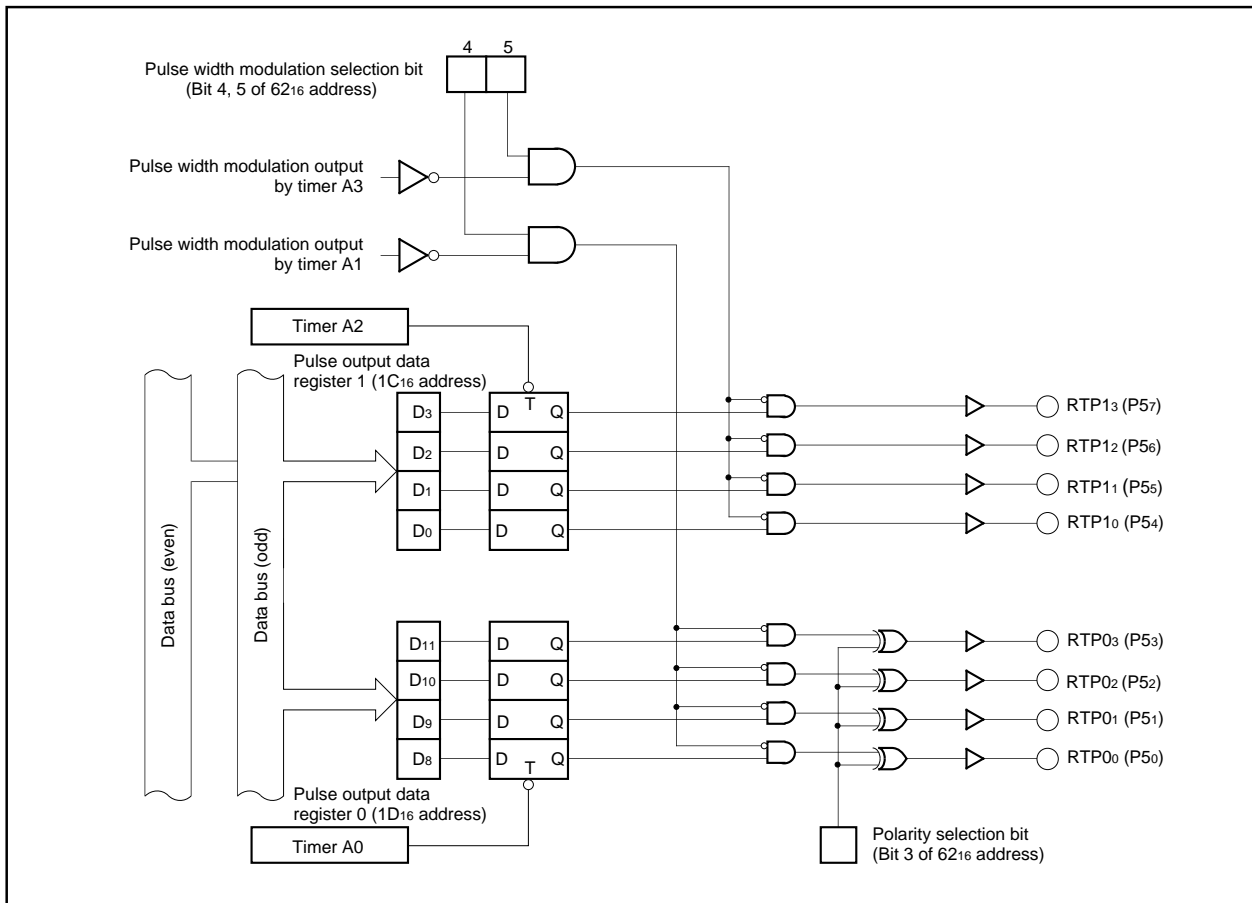 4 5
Pulse width modulation selection bit
(Bit 4, 5 of 6216 address)
Pulse width modulation output
by timer A3
Pulse width modulation output
by timer A1
Timer A2
Pulse output data
register 1 (1C16 address)
T
D3 D Q
D2 D Q
D1 D Q
D0 D Q
RTP13 (P57)
RTP12 (P56)
RTP11 (P55)
RTP10 (P54)
Data bus (even)
Data bus (odd)
D11 D Q
D10 D Q
D9 D Q
D8 D Q
T
RTP03 (P53)
RTP02 (P52)
RTP01 (P51)
RTP00 (P50)
Pulse output data
register 0 (1D16 address)
Timer A0
Polarity selection bit
(Bit 3 of 6216 address)